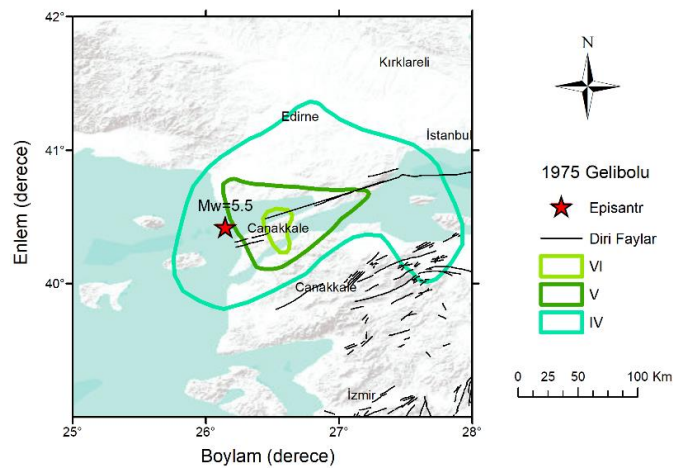 42°
41°
40°
25°
26°
27°
28°
Enlem (derece)
Boylam (derece)
Kırklareli
Edirne
İstanbul
Mw=5.5
Canakkale
Canakkale
İzmir
N
1975 Gelibolu
Episantr
Diri Faylar
VI
V
IV
0 25 50 100 Km